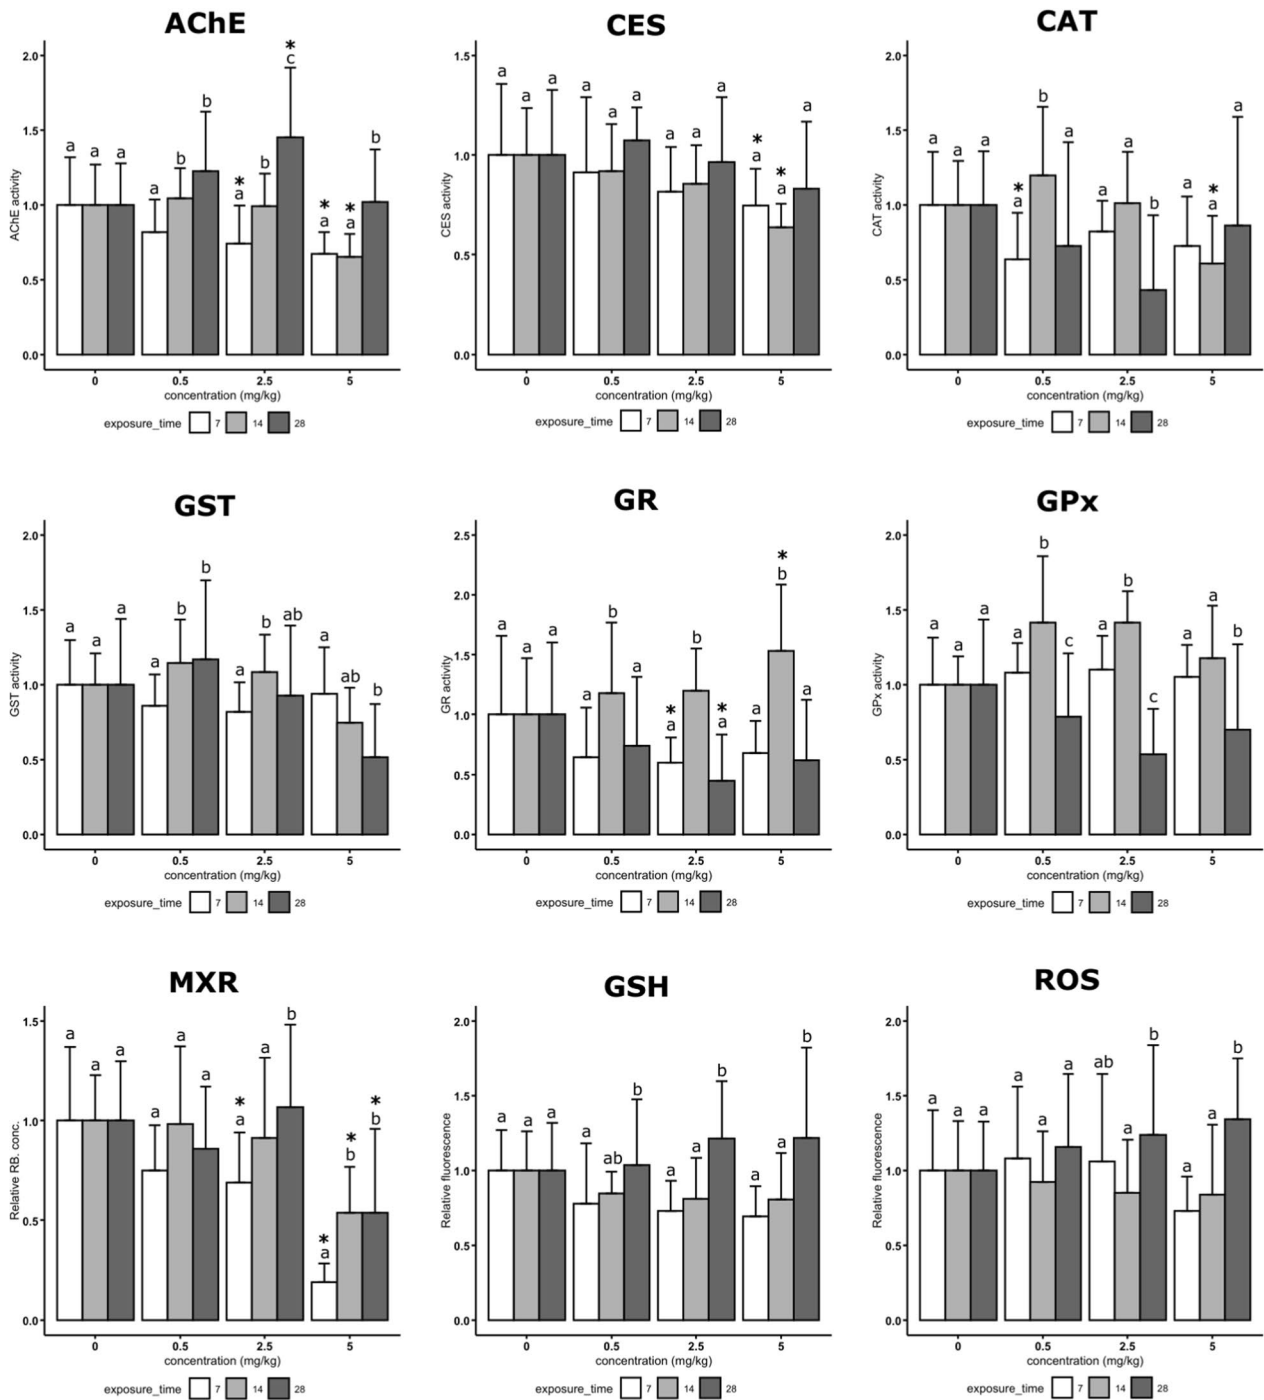 AChE
CES
CAT
2.0
1.5
1.0
0.5
0.0
AChE activity
a a a a b b * a b * c * a * a b
0 0.5 2.5 5
concentration (mg/kg)
exposure_time 7 14 28
1.5
1.0
0.5
0.0
CES activity
a a a a a a a a a * a * a a
0 0.5 2.5 5
concentration (mg/kg)
exposure_time 7 14 28
2.0
1.5
1.0
0.5
0.0
CAT activity
a a a * a b a a a b a * a a
0 0.5 2.5 5
concentration (mg/kg)
exposure_time 7 14 28
GST
GR
GPx
2.0
1.5
1.0
0.5
0.0
GST activity
a a a a b b a b ab a ab b
0 0.5 2.5 5
concentration (mg/kg)
exposure_time 7 14 28
2.5
2.0
1.5
1.0
0.5
0.0
GR activity
a a a a b a * a b * a a * b a
0 0.5 2.5 5
concentration (mg/kg)
exposure_time 7 14 28
2.0
1.5
1.0
0.5
0.0
GPx activity
a a a a b c a b c a a b
0 0.5 2.5 5
concentration (mg/kg)
exposure_time 7 14 28
MXR
GSH
ROS
1.5
1.0
0.5
0.0
Relative RB. conc.
a a a a a a * a a b * a * b * b
0 0.5 2.5 5
concentration (mg/kg)
exposure_time 7 14 28
2.0
1.5
1.0
0.5
0.0
Relative fluorescence
a a a a ab b a a b a a b
0 0.5 2.5 5
concentration (mg/kg)
exposure_time 7 14 28
2.0
1.5
1.0
0.5
0.0
Relative fluorescence
a a a a a a ab a b a a b
0 0.5 2.5 5
concentration (mg/kg)
exposure_time 7 14 28